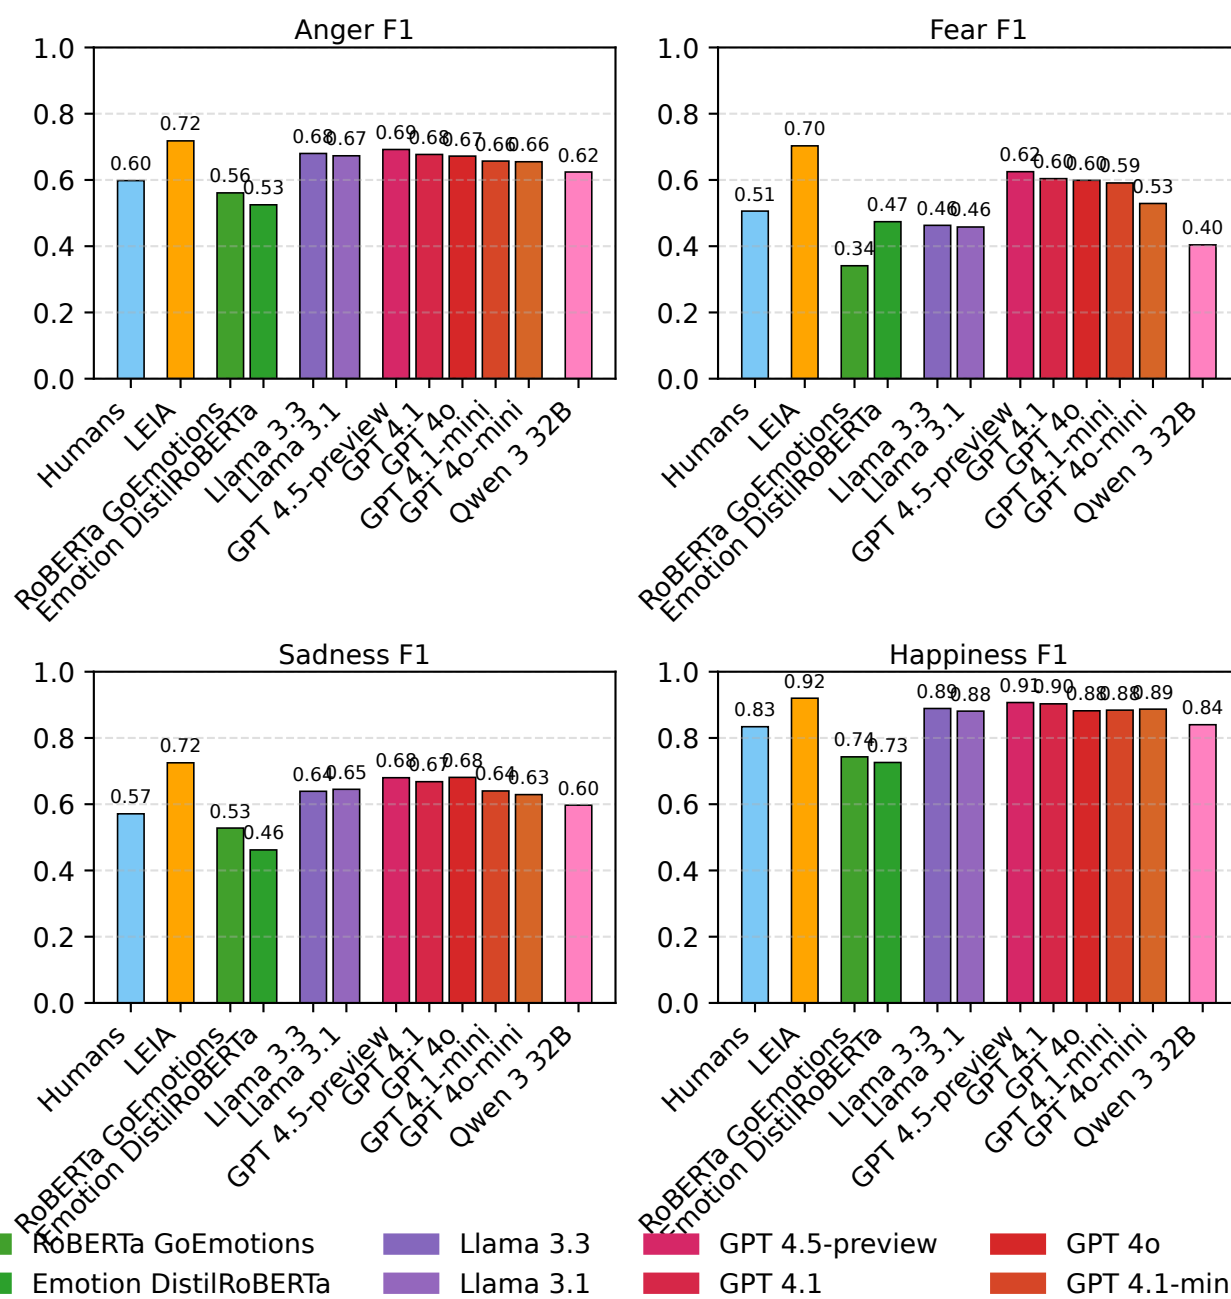 Anger F1
1.0
0.8
0.6
0.4
0.2
0.0
0.60
0.72
0.56
0.53
0.68
0.67
0.69
0.68
0.67
0.66
0.66
0.62
Humans
LEIA
RoBERTa GoEmotions
Emotion DistilRoBERTa
Llama 3.3
Llama 3.1
GPT 4.5-preview
GPT 4.1
GPT 4o
GPT 4.1-mini
GPT 4o-mini
Qwen 3 32B
Fear F1
1.0
0.8
0.6
0.4
0.2
0.0
0.51
0.70
0.34
0.47
0.46
0.46
0.62
0.60
0.60
0.59
0.53
0.40
Humans
LEIA
RoBERTa GoEmotions
Emotion DistilRoBERTa
Llama 3.3
Llama 3.1
GPT 4.5-preview
GPT 4.1
GPT 4o
GPT 4.1-mini
GPT 4o-mini
Qwen 3 32B
Sadness F1
1.0
0.8
0.6
0.4
0.2
0.0
0.57
0.72
0.53
0.46
0.64
0.65
0.68
0.67
0.68
0.64
0.63
0.60
Humans
LEIA
RoBERTa GoEmotions
Emotion DistilRoBERTa
Llama 3.3
Llama 3.1
GPT 4.5-preview
GPT 4.1
GPT 4o
GPT 4.1-mini
GPT 4o-mini
Qwen 3 32B
Happiness F1
1.0
0.8
0.6
0.4
0.2
0.0
0.83
0.92
0.74
0.73
0.89
0.88
0.91
0.90
0.88
0.88
0.89
0.84
Humans
LEIA
RoBERTa GoEmotions
Emotion DistilRoBERTa
Llama 3.3
Llama 3.1
GPT 4.5-preview
GPT 4.1
GPT 4o
GPT 4.1-mini
GPT 4o-mini
Qwen 3 32B
RoBERTa GoEmotions
Llama 3.3
GPT 4.5-preview
GPT 4o
Emotion DistilRoBERTa
Llama 3.1
GPT 4.1
GPT 4.1-min